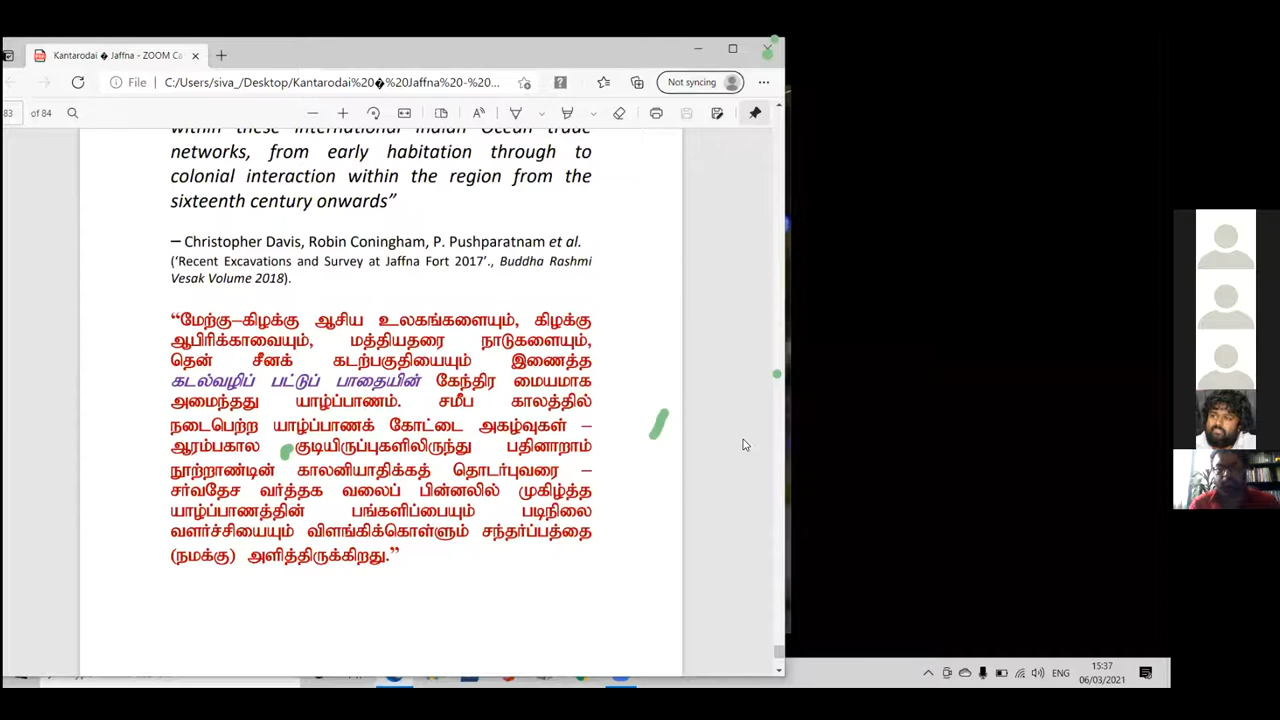 Kantarodai � Jaffna - ZOOM Ca
File C:/Users/siva_/Desktop/Kantarodai%20�%20Jaffna%20-%20... Not syncing
83 of 84
within these international Indian Ocean trade
networks, from early habitation through to
colonial interaction within the region from the
sixteenth century onwards”
– Christopher Davis, Robin Coningham, P. Pushparatnam et al.
(‘Recent Excavations and Survey at Jaffna Fort 2017’., Buddha Rashmi
Vesak Volume 2018).
“மேற்கு–கிழக்கு ஆசிய உலகங்களையும், கிழக்கு
ஆபிரிக்காவையும், மத்தியதரை நாடுகளையும்,
தென் சீனக் கடற்பகுதியையும் இணைத்த
கடல்வழிப் பட்டுப் பாதையின் கேந்திர மையமாக
அமைந்தது யாழ்ப்பாணம். சமீப காலத்தில்
நடைபெற்ற யாழ்ப்பாணக் கோட்டை அகழ்வுகள் –
ஆரம்பகால குடியிருப்புகளிலிருந்து பதினாறாம்
நூற்றாண்டின் காலனியாதிக்கத் தொடர்புவரை –
சர்வதேச வர்த்தக வலைப் பின்னலில் முகிழ்த்த
யாழ்ப்பாணத்தின் பங்களிப்பையும் படிநிலை
வளர்ச்சியையும் விளங்கிக்கொள்ளும் சந்தர்ப்பத்தை
(நமக்கு) அளித்திருக்கிறது.”
ENG 15:37
06/03/2021